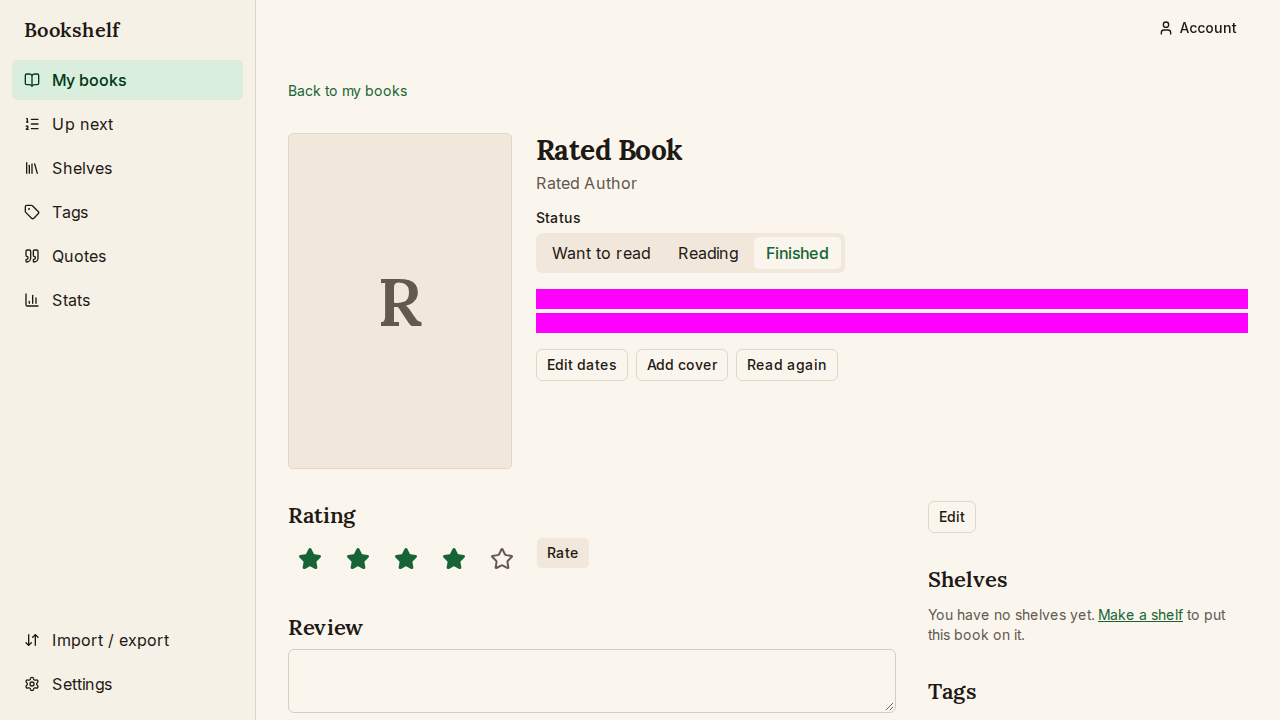 Bookshelf
My books
Up next
Shelves
Tags
Quotes
Stats
Import / export
Settings
Account
Back to my books
R
Rated Book
Rated Author
Status
Want to read
Reading
Finished
Edit dates
Add cover
Read again
Rating
Rate
Review
Edit
Shelves
You have no shelves yet. Make a shelf to put
this book on it.
Tags